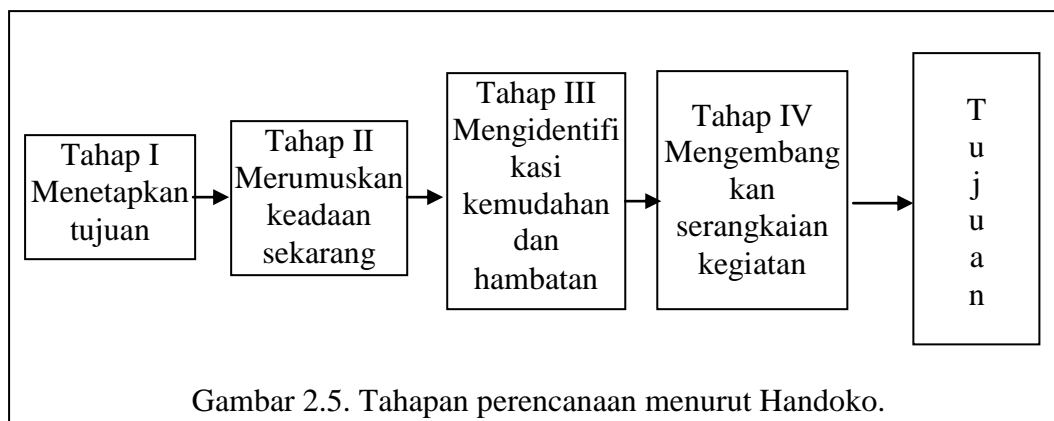 Tahap I
Menetapkan
tujuan
Tahap II
Merumuskan
keadaan
sekarang
Tahap III
Mengidentifi
kasi
kemudahan
dan
hambatan
Tahap IV
Mengembang
kan
serangkaian
kegiatan
T
u
j
u
a
n
Gambar 2.5. Tahapan perencanaan menurut Handoko.